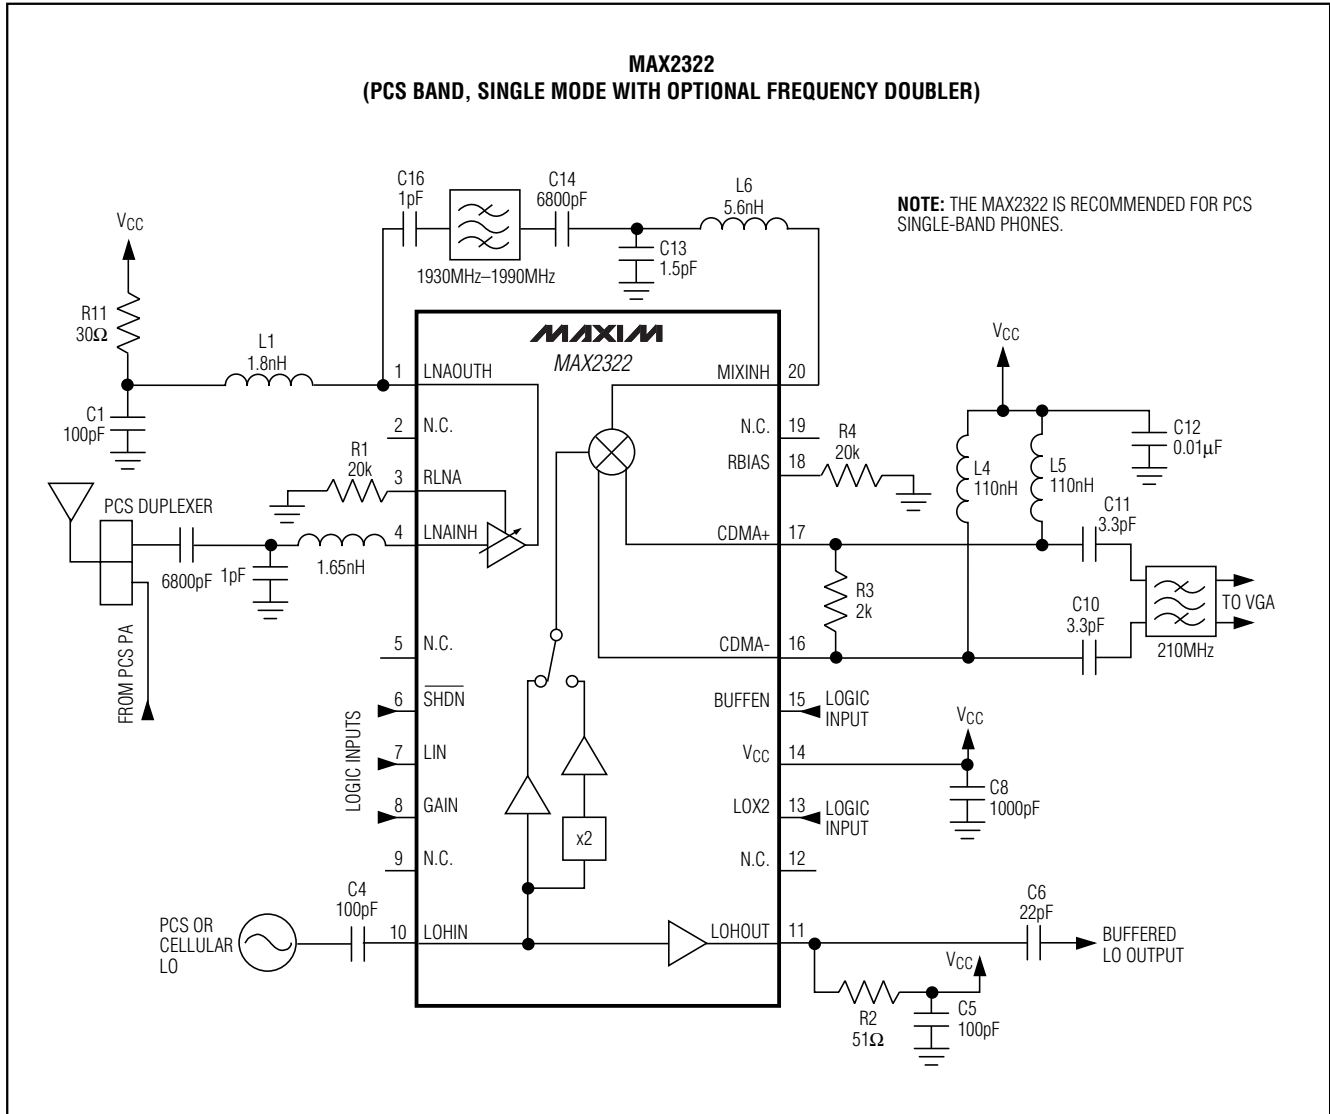 MAX2322
(PCS BAND, SINGLE MODE WITH OPTIONAL FREQUENCY DOUBLER)
NOTE: THE MAX2322 IS RECOMMENDED FOR PCS
SINGLE-BAND PHONES.
C16
1pF
C14
6800pF
L6
5.6nH
1930MHz–1990MHz
C13
1.5pF
VCC
R11
30Ω
L1
1.8nH
C1
100pF
MAXIM
MAX2322
1
LNAOUTH
2
N.C.
R1
20k
3
RLNA
PCS DUPLEXER
4
LNAINH
6800pF
1pF
1.65nH
FROM PCS PA
5
N.C.
LOGIC INPUTS
6
SHDN
7
LIN
8
GAIN
9
N.C.
C4
100pF
PCS OR
CELLULAR
LO
10
LOHIN
x2
MIXINH
20
N.C.
19
RBIAS
18
R4
20k
CDMA+
17
R3
2k
CDMA-
16
VCC
L4
110nH
L5
110nH
C12
0.01µF
C11
3.3pF
C10
3.3pF
210MHz
TO VGA
BUFFEN
15
LOGIC
INPUT
VCC
14
VCC
C8
1000pF
LOX2
13
LOGIC
INPUT
N.C.
12
LOHOUT
11
C6
22pF
BUFFERED
LO OUTPUT
VCC
R2
51Ω
C5
100pF